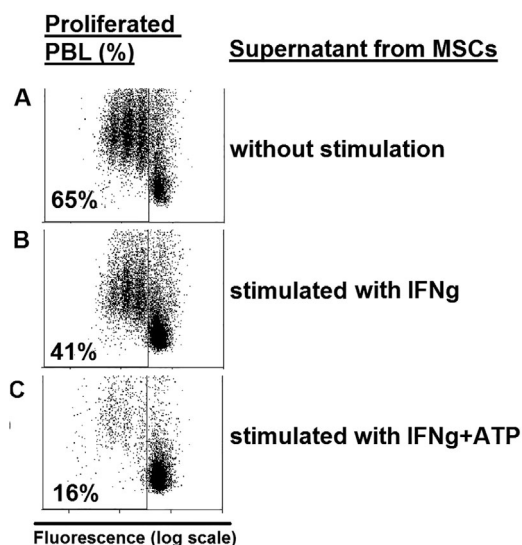 Proliferated
PBL (%)
Supernatant from MSCs
A
65%
without stimulation
B
41%
stimulated with IFNg
C
16%
stimulated with IFNg+ATP
Fluorescence (log scale)